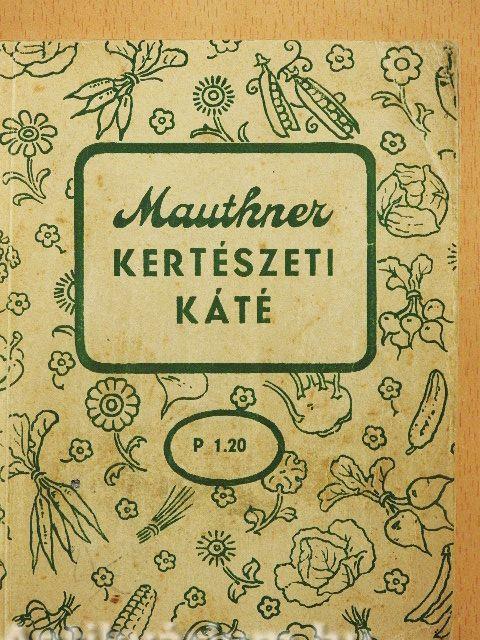 Mauthner
KERTÉSZETI
KÁTÉ
P 1.20